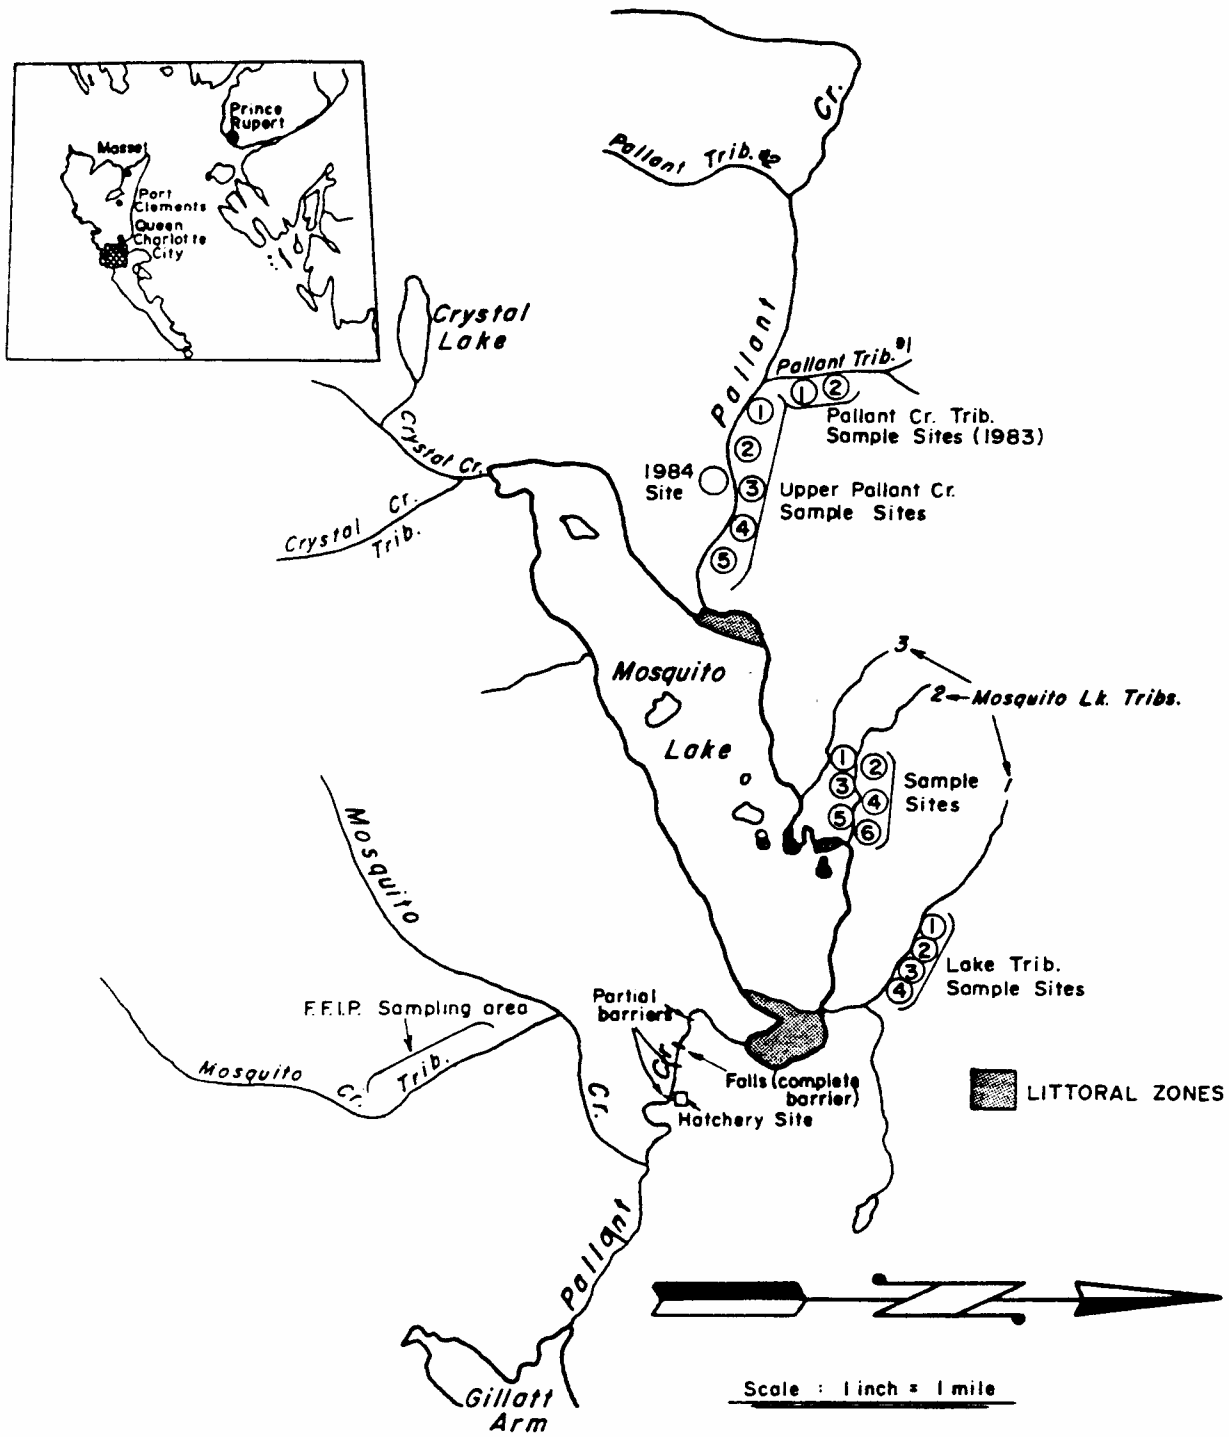 Prince
Rupert
Masset
Port
Clements
Queen
Charlotte
City
Cr.
Pallant Trib. #2
Crystal
Lake
Pallant
Pallant Trib. #1
1 2
Pallant Cr. Trib.
Sample Sites (1983)
1
2
3
4
5
1984
Site
Upper Pallant Cr.
Sample Sites
Crystal Cr.
Crystal Cr.
Trib.
Mosquito
Lake
3
2 Mosquito Lk. Tribs.
1
1 2
3 4
5 6
Sample
Sites
Mosquito
Cr.
1
2
3
4
Lake Trib.
Sample Sites
F.F.I.P. Sampling area
Mosquito Cr. Trib.
Partial
barriers
Cr.
Falls (complete
barrier)
Hatchery Site
LITTORAL ZONES
Pallant
Gillatt
Arm
Scale : 1 inch = 1 mile